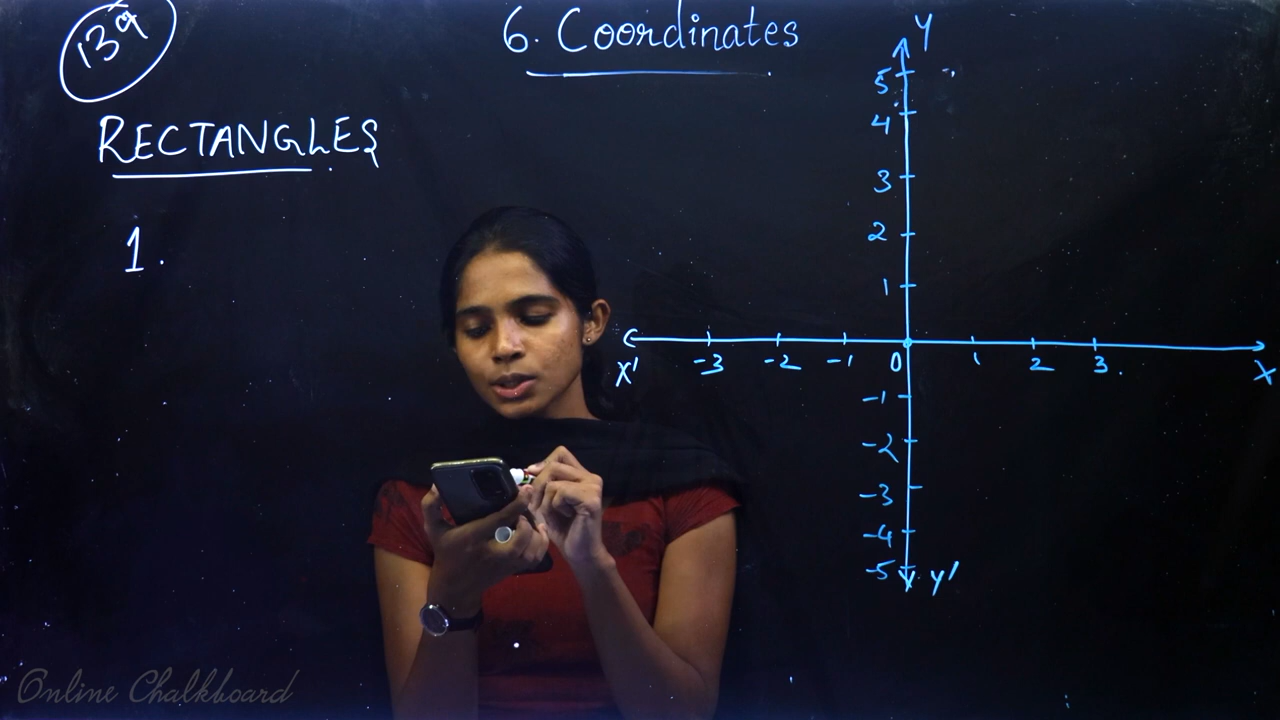 139
6. Coordinates
RECTANGLES
1.
Y
5
4
3
2
1
X' -3 -2 -1 0 1 2 3 X
-1
-2
-3
-4
-5 Y'
Online Chalkboard